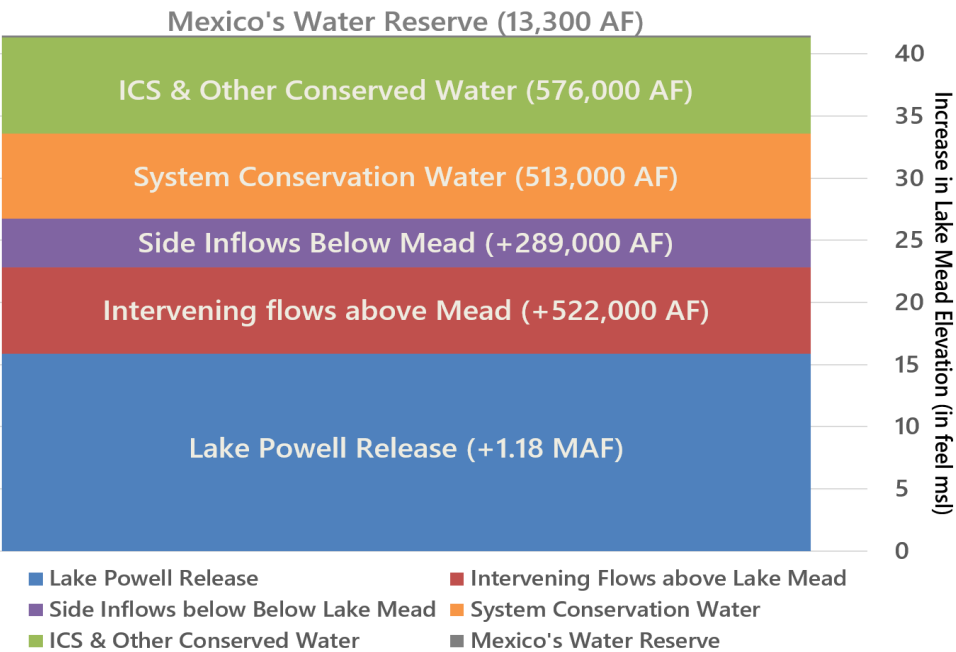 Mexico's Water Reserve (13,300 AF)
ICS & Other Conserved Water (576,000 AF)
System Conservation Water (513,000 AF)
Side Inflows Below Mead (+289,000 AF)
Intervening flows above Mead (+522,000 AF)
Lake Powell Release (+1.18 MAF)
40
35
30
25
20
15
10
5
0
Increase in Lake Mead Elevation (in feel msl)
Lake Powell Release
Intervening Flows above Lake Mead
Side Inflows below Below Lake Mead
System Conservation Water
ICS & Other Conserved Water
Mexico's Water Reserve